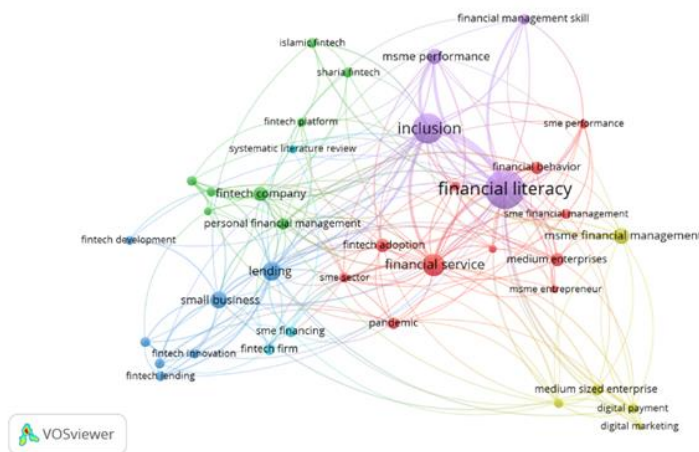 financial management skill
islamic fintech
msme performance
sharia fintech
fintech platform
inclusion
sme performance
systematic literature review
financial behavior
fintech company
financial literacy
sme financial management
personal financial management
msme financial management
fintech development
fintech adoption
medium enterprises
lending
financial service
sme sector
msme entrepreneur
small business
pandemic
sme financing
fintech innovation
fintech firm
fintech lending
medium sized enterprise
digital payment
digital marketing
VOSviewer